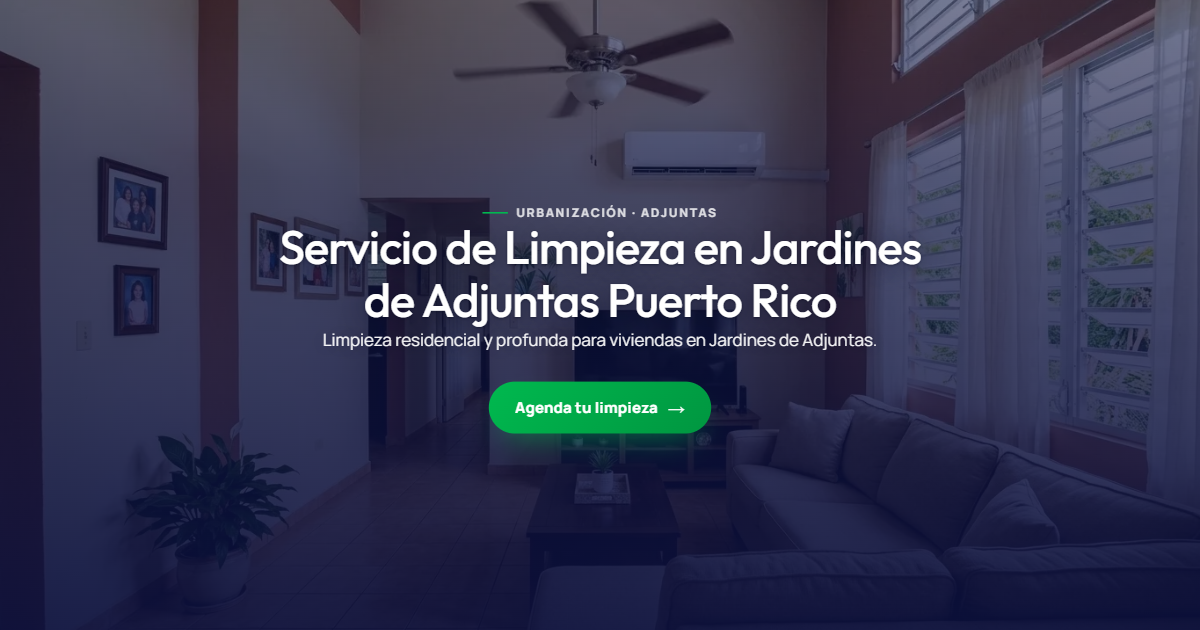 URBANIZACIÓN · ADJUNTAS
Servicio de Limpieza en Jardines
de Adjuntas Puerto Rico
Limpieza residencial y profunda para viviendas en Jardines de Adjuntas.
Agenda tu limpieza →